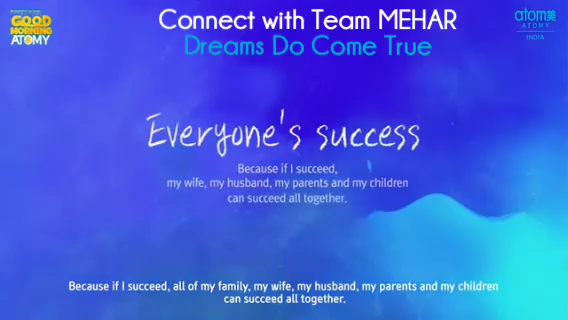 Connect with Team MEHAR
Dreams Do Come True
GOOD
MORNING
ATOMY
atom美
ATOMY
INDIA
Everyone's success
Because if I succeed,
my wife, my husband, my parents and my children
can succeed all together.
Because if I succeed, all of my family, my wife, my husband, my parents and my children
can succeed all together.